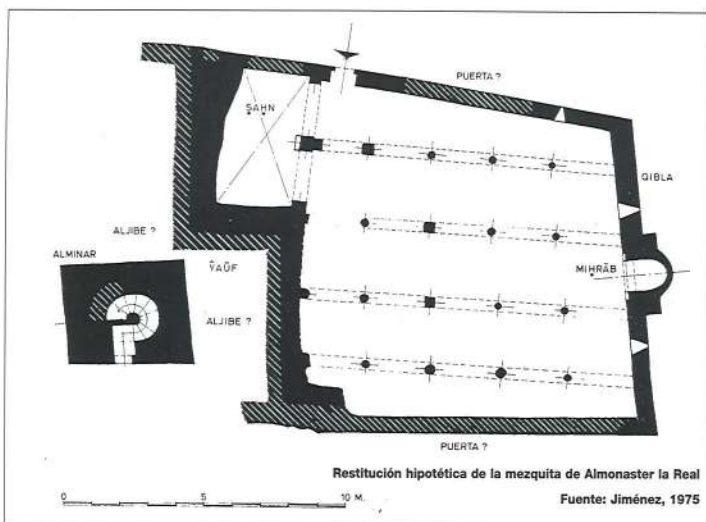 PUERTA ?
SAHN
QIBLA
ALJIBE ?
ALMINAR
YAŪF
MIHRĀB
ALJIBE ?
PUERTA ?
Restitución hipotética de la mezquita de Almonaster la Real
0 5 10 M.
Fuente: Jiménez, 1975